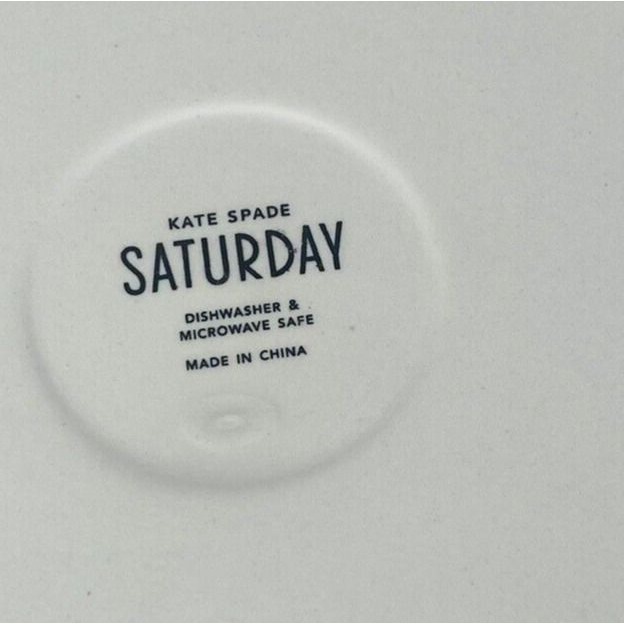 KATE SPADE
SATURDAY
DISHWASHER &
MICROWAVE SAFE
MADE IN CHINA